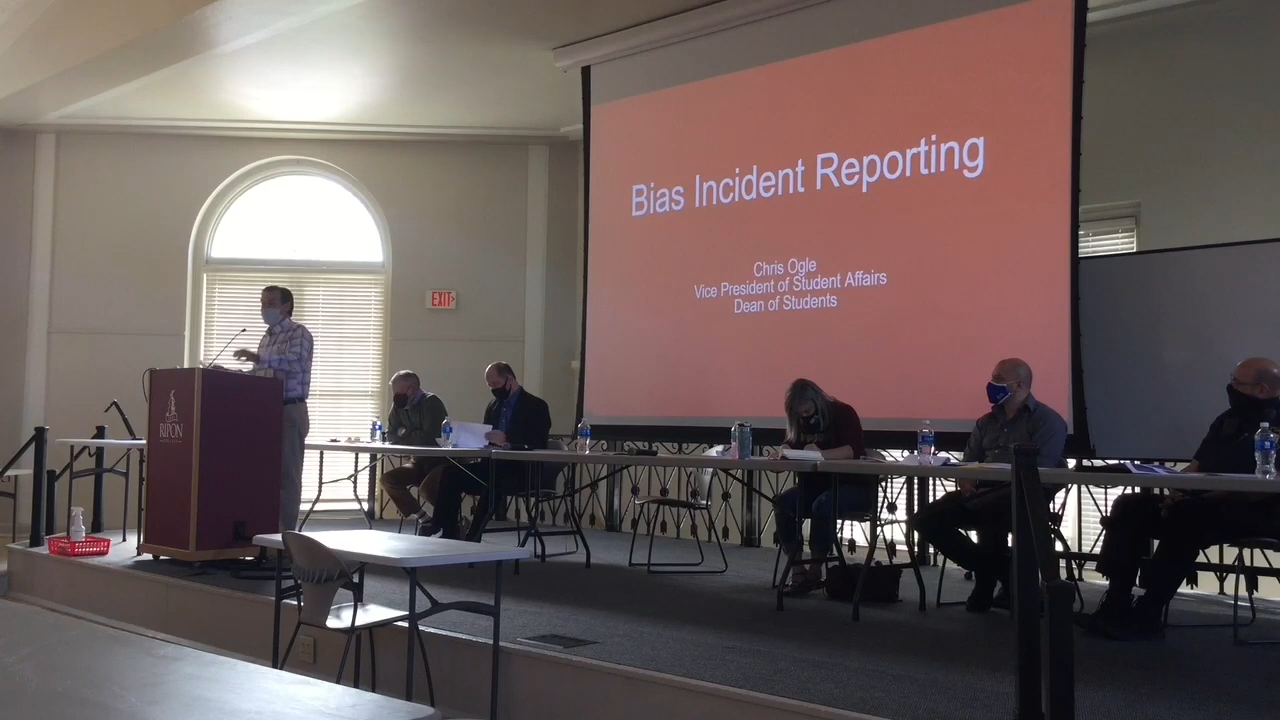 Bias Incident Reporting
Chris Ogle
Vice President of Student Affairs
Dean of Students
EXIT
RIPON